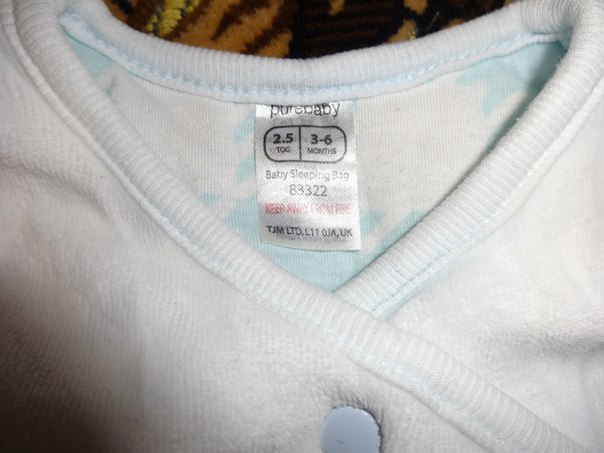 purebaby
2.5 3-6
TOG MONTHS
Baby Sleeping Bag
83322
KEEP AWAY FROM FIRE
TJM LTD, L11 0JA, UK